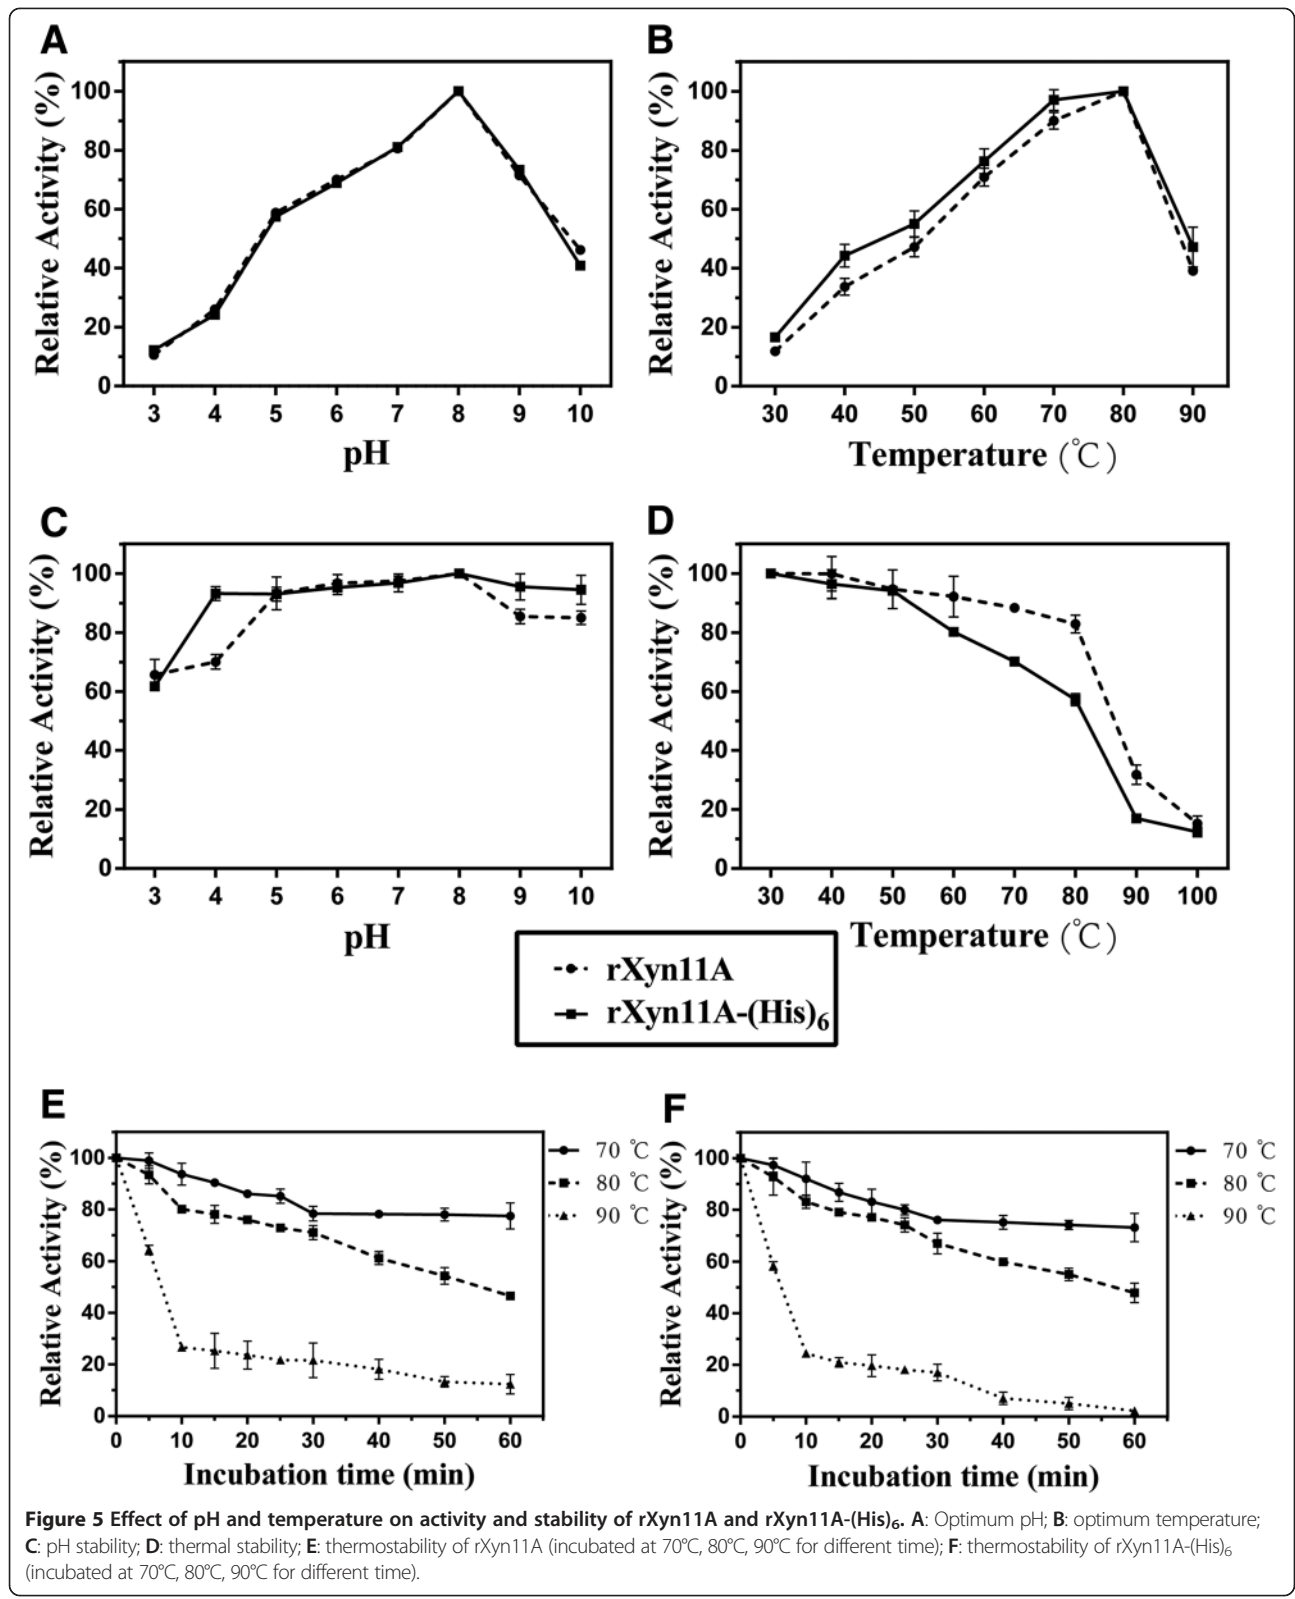 A
Relative Activity (%)
100
80
60
40
20
0
3 4 5 6 7 8 9 10
pH
B
Relative Activity (%)
100
80
60
40
20
0
30 40 50 60 70 80 90
Temperature (℃)
C
Relative Activity (%)
100
80
60
40
20
0
3 4 5 6 7 8 9 10
pH
D
Relative Activity (%)
100
80
60
40
20
0
30 40 50 60 70 80 90 100
Temperature (℃)
rXyn11A
rXyn11A-(His)₆
E
Relative Activity (%)
100
80
60
40
20
0
0 10 20 30 40 50 60
Incubation time (min)
70 ℃
80 ℃
90 ℃
F
Relative Activity (%)
100
80
60
40
20
0
0 10 20 30 40 50 60
Incubation time (min)
70 ℃
80 ℃
90 ℃
Figure 5 Effect of pH and temperature on activity and stability of rXyn11A and rXyn11A-(His)₆. A: Optimum pH; B: optimum temperature;
C: pH stability; D: thermal stability; E: thermostability of rXyn11A (incubated at 70°C, 80°C, 90°C for different time); F: thermostability of rXyn11A-(His)₆
(incubated at 70°C, 80°C, 90°C for different time).